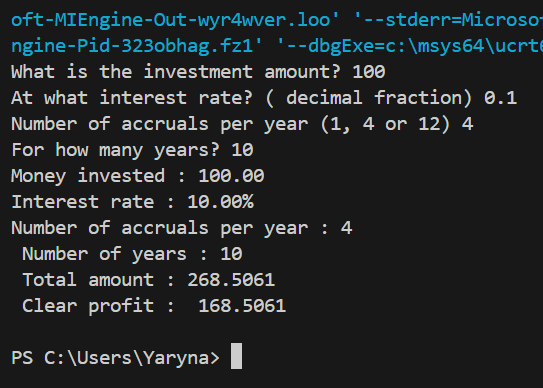 oft-MIEngine-Out-wyr4wver.loo' '--stderr=Microso
ngine-Pid-323obhag.fz1' '--dbgExe=c:\msys64\ucrt6
What is the investment amount? 100
At what interest rate? ( decimal fraction) 0.1
Number of accruals per year (1, 4 or 12) 4
For how many years? 10
Money invested : 100.00
Interest rate : 10.00%
Number of accruals per year : 4
 Number of years : 10
 Total amount : 268.5061
 Clear profit :  168.5061
PS C:\Users\Yaryna>